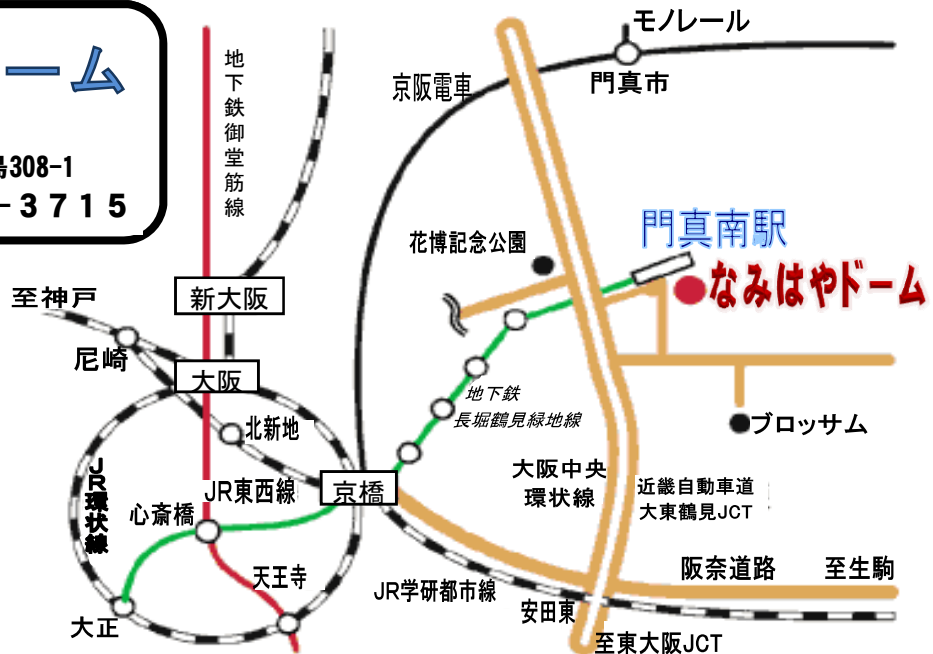 ーム
島308-1
-３７１５
モノレール
門真市
京阪電車
地下鉄御堂筋線
門真南駅
花博記念公園
なみはやドーム
新大阪
至神戸
尼崎
大阪
地下鉄
長堀鶴見緑地線
北新地
ブロッサム
JR環状線
JR東西線
京橋
大阪中央
環状線
近畿自動車道
大東鶴見JCT
心斎橋
天王寺
大正
JR学研都市線
安田東
阪奈道路
至生駒
至東大阪JCT